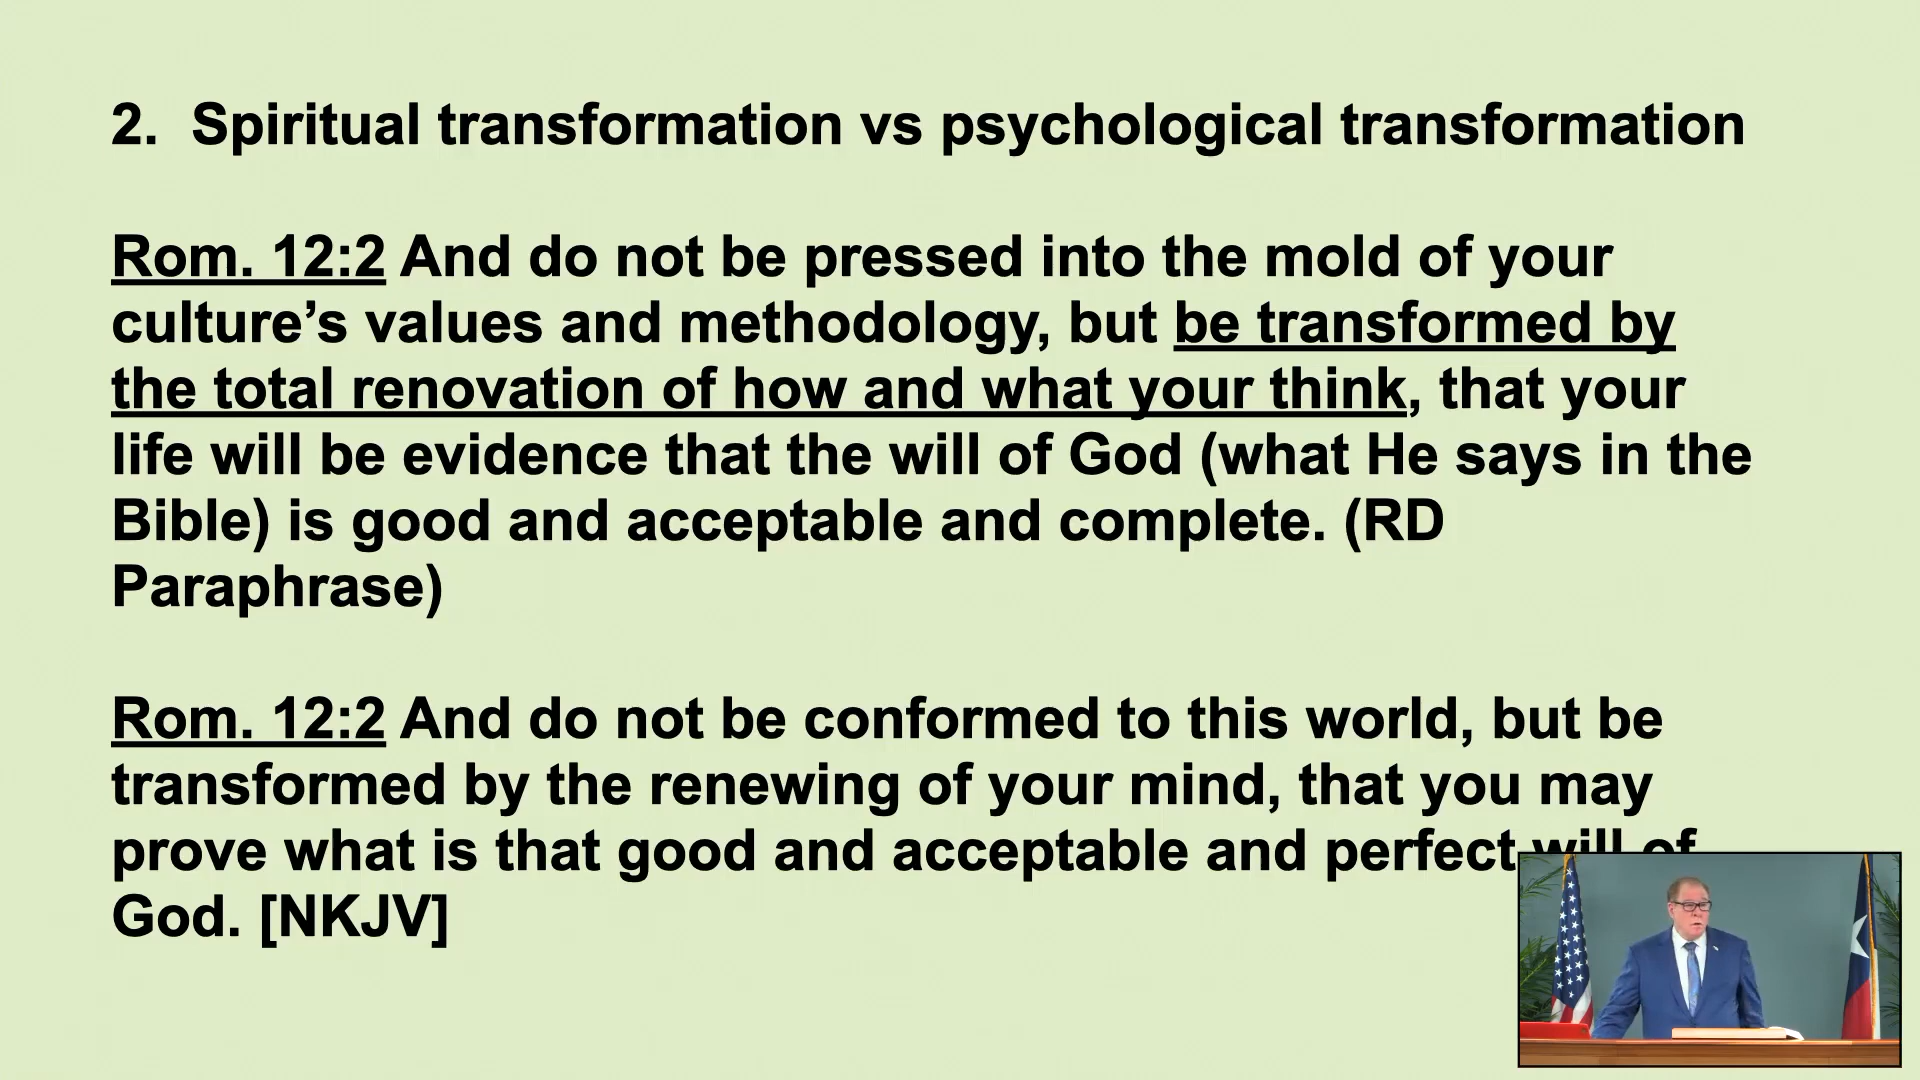 2. Spiritual transformation vs psychological transformation
Rom. 12:2 And do not be pressed into the mold of your
culture’s values and methodology, but be transformed by
the total renovation of how and what your think, that your
life will be evidence that the will of God (what He says in the
Bible) is good and acceptable and complete. (RD
Paraphrase)
Rom. 12:2 And do not be conformed to this world, but be
transformed by the renewing of your mind, that you may
prove what is that good and acceptable and perfect will of
God. [NKJV]